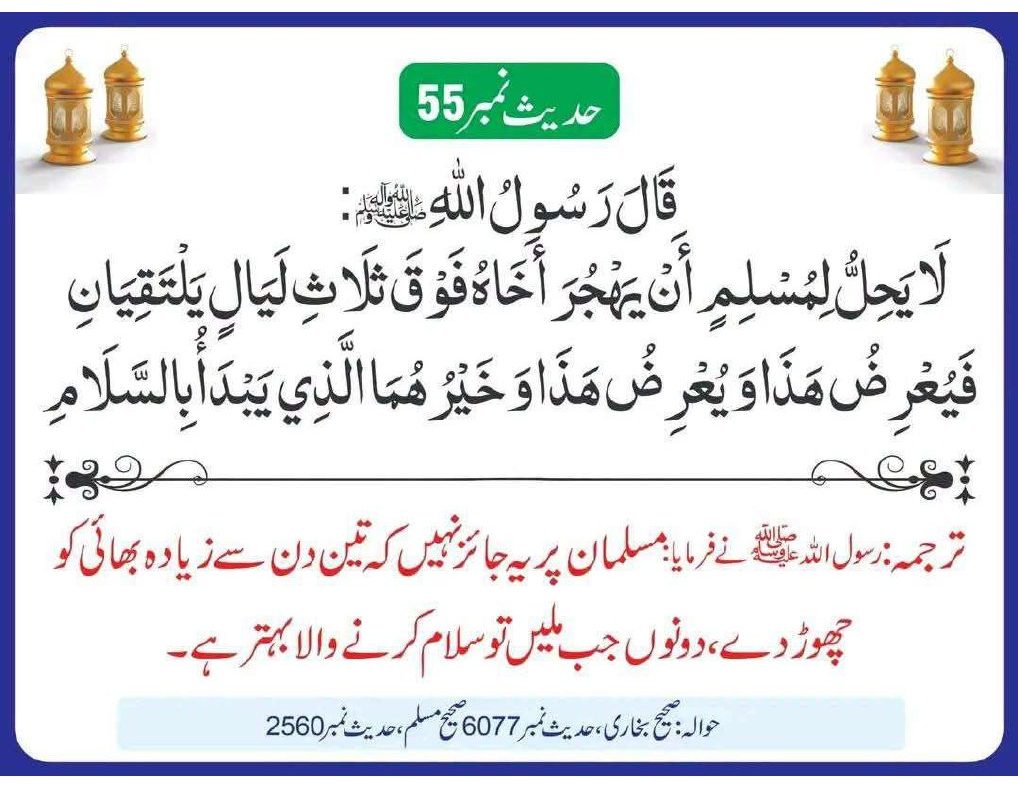 حدیث نمبر 55
قَالَ رَسُولُ اللهِ صلى الله عليه وآله وسلم:
لَا يَحِلُّ لِمُسْلِمٍ أَنْ يَهْجُرَ أَخَاهُ فَوْقَ ثَلَاثِ لَيَالٍ يَلْتَقِيَانِ
فَيُعْرِضُ هَذَا وَيُعْرِضُ هَذَا وَخَيْرُهُمَا الَّذِي يَبْدَأُ بِالسَّلَامِ
ترجمہ: رسول اللہ ﷺ نے فرمایا: مسلمان پر یہ جائز نہیں کہ تین دن سے زیادہ بھائی کو
چھوڑ دے، دونوں جب ملیں تو سلام کرنے والا بہتر ہے۔
حوالہ: صحیح بخاری، حدیث نمبر 6077 صحیح مسلم، حدیث نمبر 2560